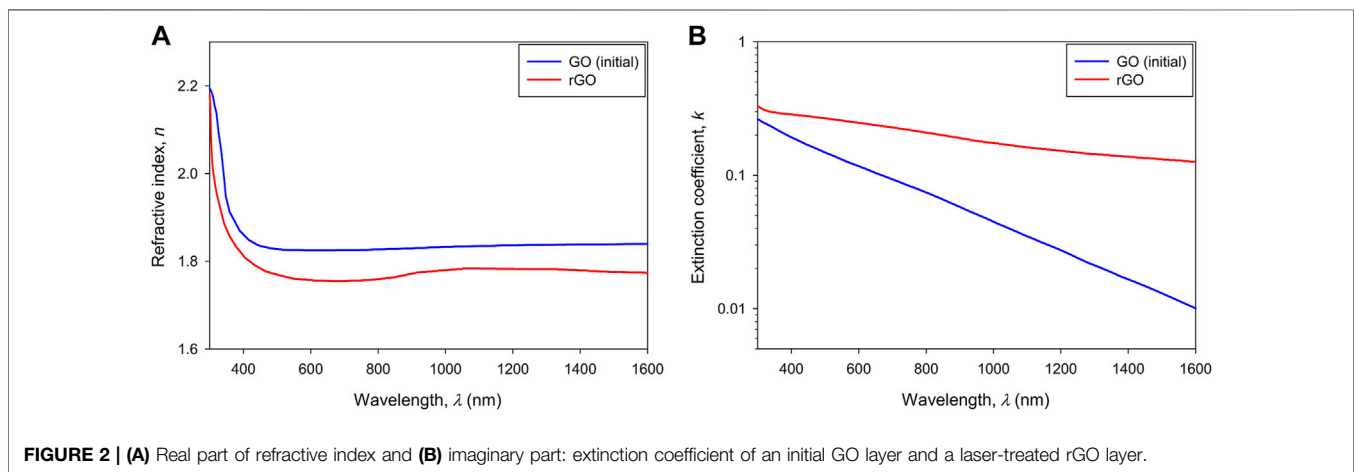 A
GO (initial)
rGO
2.2
2.0
1.8
1.6
Refractive index, n
400 600 800 1000 1200 1400 1600
Wavelength, λ (nm)
B
GO (initial)
rGO
1
0.1
0.01
Extinction coefficient, k
400 600 800 1000 1200 1400 1600
Wavelength, λ (nm)
FIGURE 2 | (A) Real part of refractive index and (B) imaginary part: extinction coefficient of an initial GO layer and a laser-treated rGO layer.